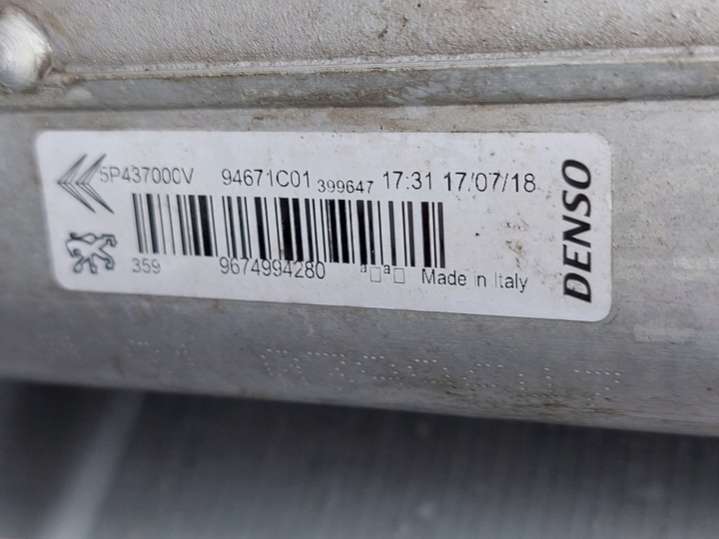 5P437000V 94671C01 399647 17:31 17/07/18
359 9674994280 ª□ª□ Made in Italy
DENSO